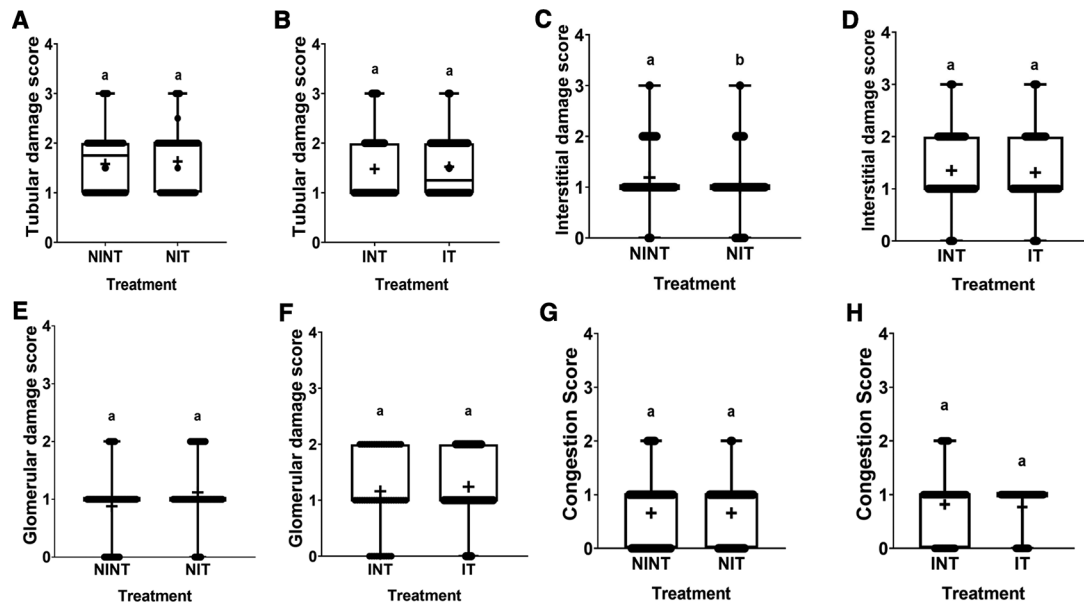 A
Tubular damage score
4
3
2
1
0
a
a
NINT
NIT
Treatment
B
Tubular damage score
4
3
2
1
0
a
a
INT
IT
Treatment
C
Interstitial damage score
4
3
2
1
0
a
b
NINT
NIT
Treatment
D
Interstitial damage score
4
3
2
1
0
a
a
INT
IT
Treatment
E
Glomerular damage score
4
3
2
1
0
a
a
NINT
NIT
Treatment
F
Glomerular damage score
4
3
2
1
0
a
a
INT
IT
Treatment
G
Congestion Score
4
3
2
1
0
a
a
NINT
NIT
Treatment
H
Congestion Score
4
3
2
1
0
a
a
INT
IT
Treatment